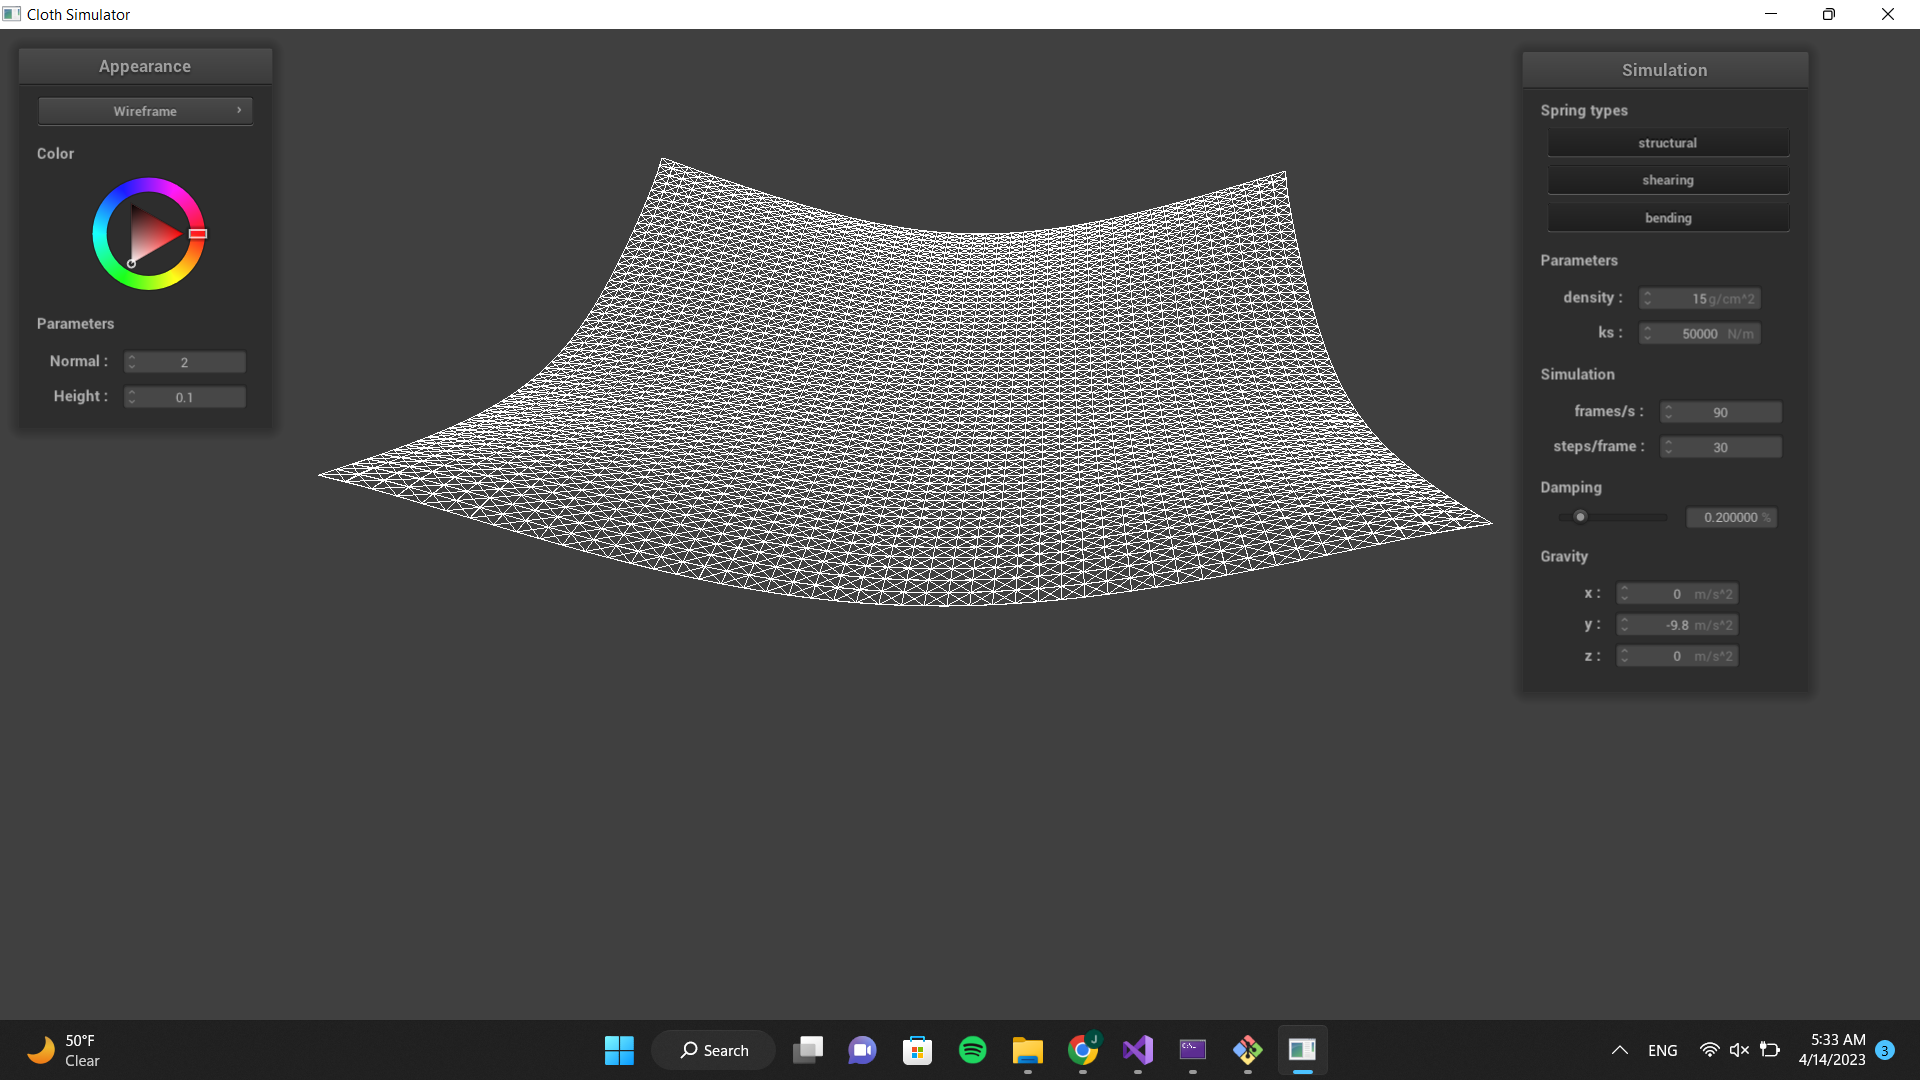 Cloth Simulator
Appearance
Wireframe
Color
Parameters
Normal : 2
Height : 0.1
Simulation
Spring types
structural
shearing
bending
Parameters
density : 15 g/cm^2
ks : 50000 N/m
Simulation
frames/s : 90
steps/frame : 30
Damping
0.200000 %
Gravity
x : 0 m/s^2
y : -9.8 m/s^2
z : 0 m/s^2
50°F
Clear
Search
J
C:\_
ENG
5:33 AM
4/14/2023
3